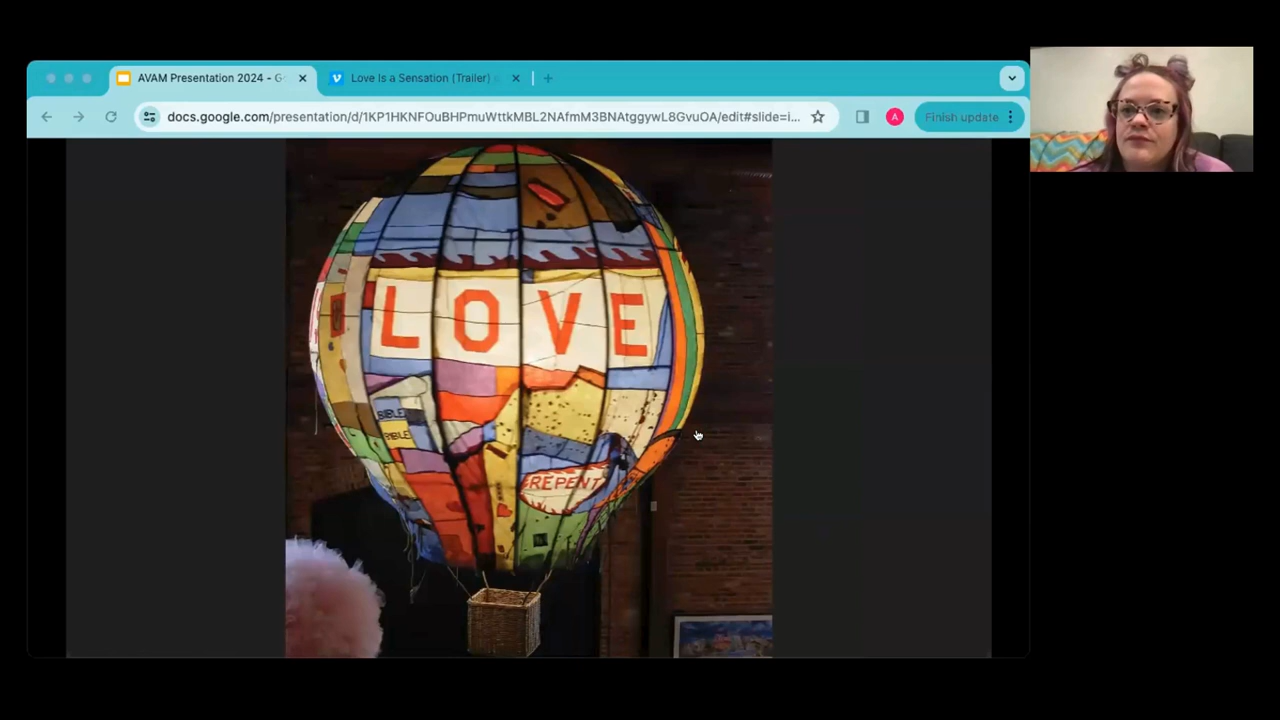 AVAM Presentation 2024 - G
Love Is a Sensation (Trailer)
docs.google.com/presentation/d/1KP1HKNFOuBHPmuWttkMBL2NAfmM3BNAtggywL8GvuOA/edit#slide=i...
A
Finish update
LOVE
BIBLE
BIBLE
REPENT